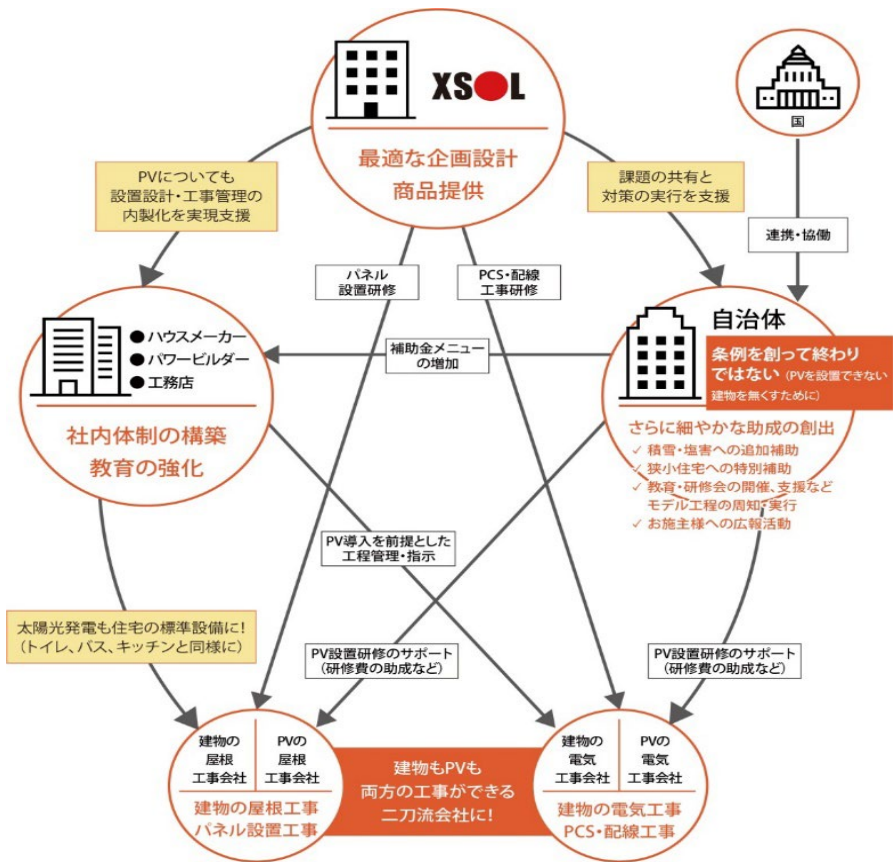 XSOL
最適な企画設計
商品提供
国
PVについても
設置設計・工事管理の
内製化を実現支援
課題の共有と
対策の実行を支援
連携・協働
パネル
設置研修
PCS・配線
工事研修
●ハウスメーカー
●パワービルダー
●工務店
社内体制の構築
教育の強化
補助金メニュー
の増加
自治体
条例を創って終わり
ではない（PVを設置できない
建物を無くすために）
さらに細やかな助成の創出
✓ 積雪・塩害への追加補助
✓ 狭小住宅への特別補助
✓ 教育・研修会の開催、支援など
モデル工程の周知・実行
✓ お施主様への広報活動
PV導入を前提とした
工程管理・指示
太陽光発電も住宅の標準設備に！
（トイレ、バス、キッチンと同様に）
PV設置研修のサポート
（研修費の助成など）
PV設置研修のサポート
（研修費の助成など）
建物の
屋根
工事会社
PVの
屋根
工事会社
建物の屋根工事
パネル設置工事
建物もPVも
両方の工事ができる
二刀流会社に！
建物の
電気
工事会社
PVの
電気
工事会社
建物の電気工事
PCS・配線工事